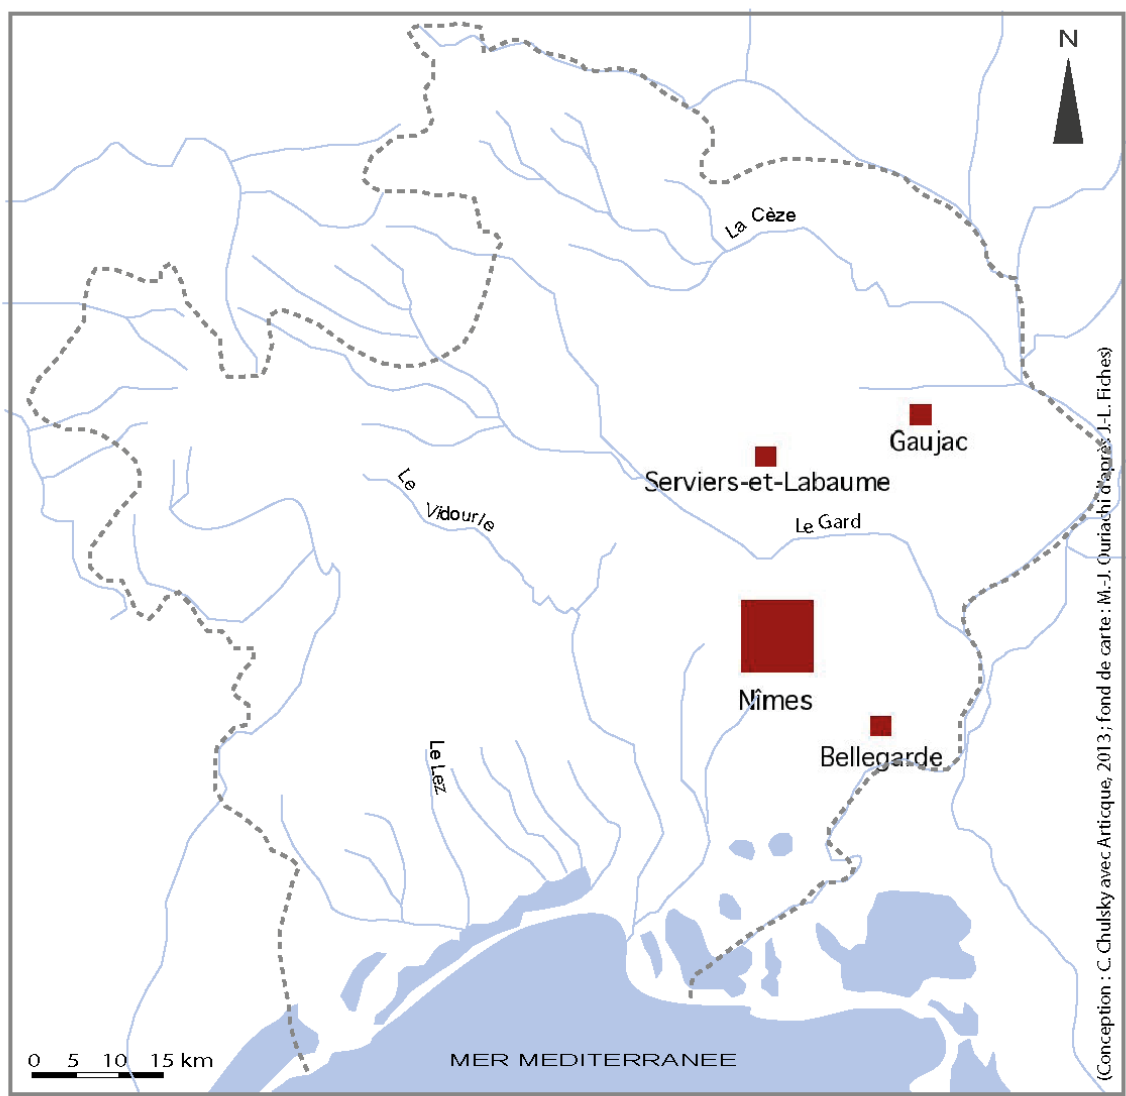 N
La Cèze
Gaujac
Serviers-et-Labaume
Le Vidourle
Le Gard
Nîmes
Bellegarde
Le Lez
MER MEDITERRANEE
0 5 10 15 km
(Conception : C. Chulsky avec Articque, 2013 ; fond de carte : M.-J. Ouriachi d'après J.-L. Fiches)